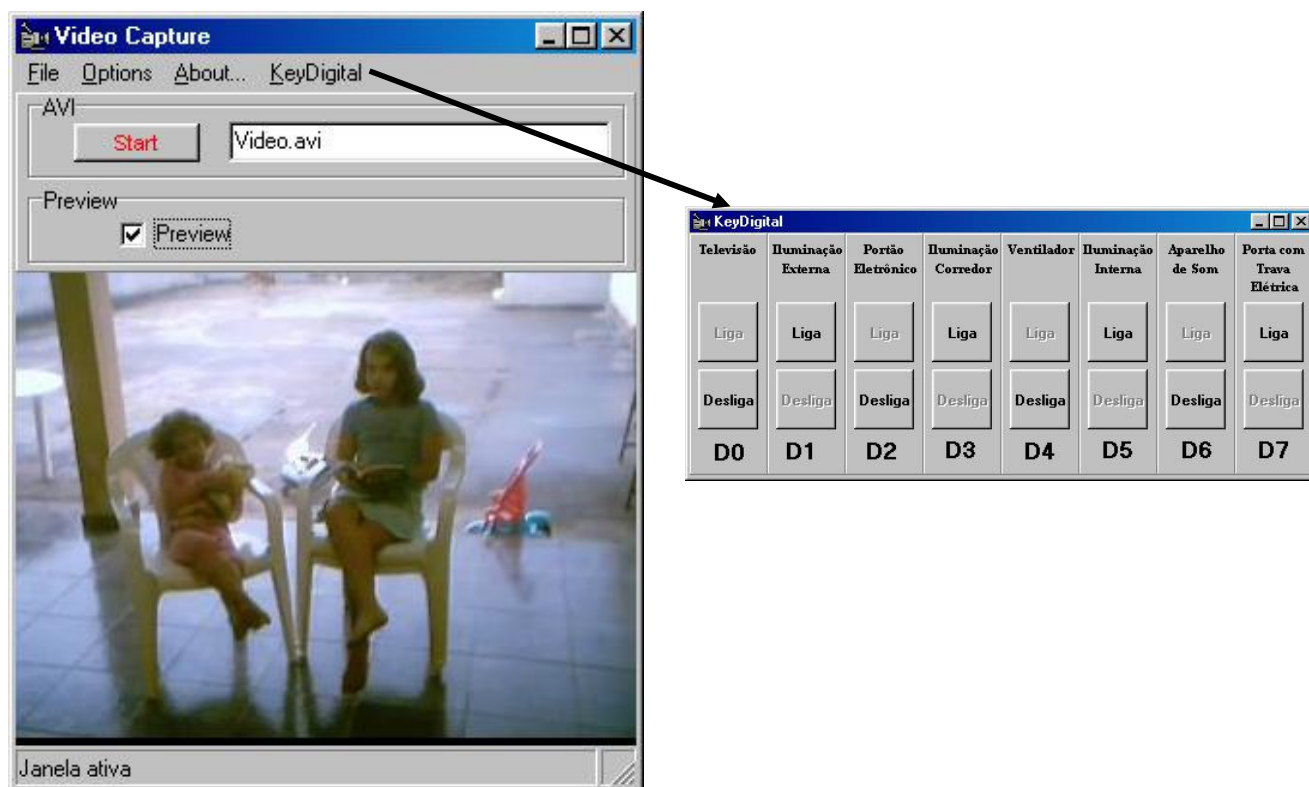 Video Capture
File Options About... KeyDigital
AVI
Start Video.avi
Preview
Preview
Janela ativa
KeyDigital
Televisão Iluminação Externa Portão Eletrônico Iluminação Corredor Ventilador Iluminação Interna Aparelho de Som Porta com Trava Elétrica
Liga Liga Liga Liga Liga Liga Liga Liga
Desliga Desliga Desliga Desliga Desliga Desliga Desliga Desliga
D0 D1 D2 D3 D4 D5 D6 D7